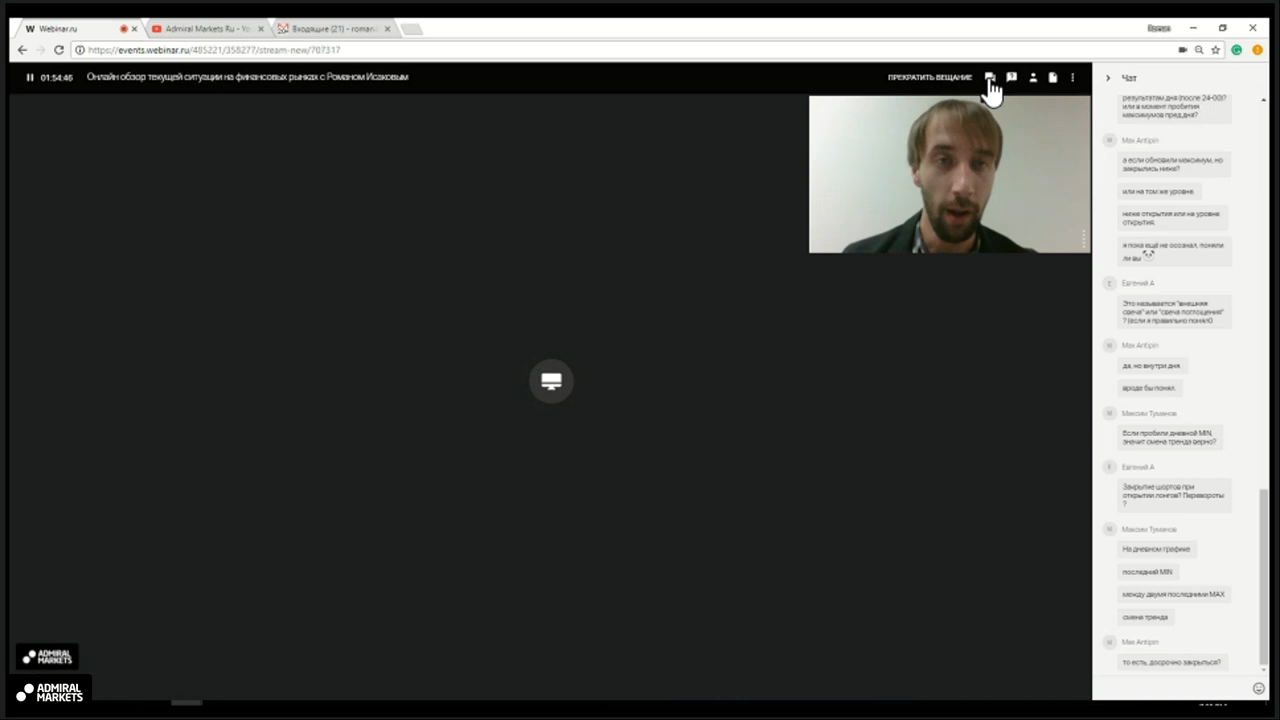 Webinar.ru
Admiral Markets Ru - Yo
Входящие (21) - roman
https://events.webinar.ru/485221/358277/stream-new/707317
01:54:46
Онлайн обзор текущей ситуации на финансовых рынках с Романом Исаковым
ПРЕКРАТИТЬ ВЕЩАНИЕ
Чат
результатам дня (после 24-00)?
или в момент пробития
максимумов пред дня?
Max Antipin
а если обновили максимум, но
закрылись ниже?
или на том же уровне.
ниже открытия или на уровне
открытия.
я пока ещё не осознал, поняли
ли вы
Евгений А
Это называется "внешняя
свеча" или "свеча поглощения"
? (если я правильно понял)
Max Antipin
да, но внутри дня.
вроде бы понял.
Максим Туманов
Если пробили дневной MIN,
значит смена тренда верно?
Евгений А
Закрытие шортов при
открытии лонгов? Перевороты
?
Максим Туманов
На дневном графике
последний MIN
между двумя последними MAX
смена тренда
Max Antipin
то есть, досрочно закрыться?
ADMIRAL
MARKETS
ADMIRAL
MARKETS